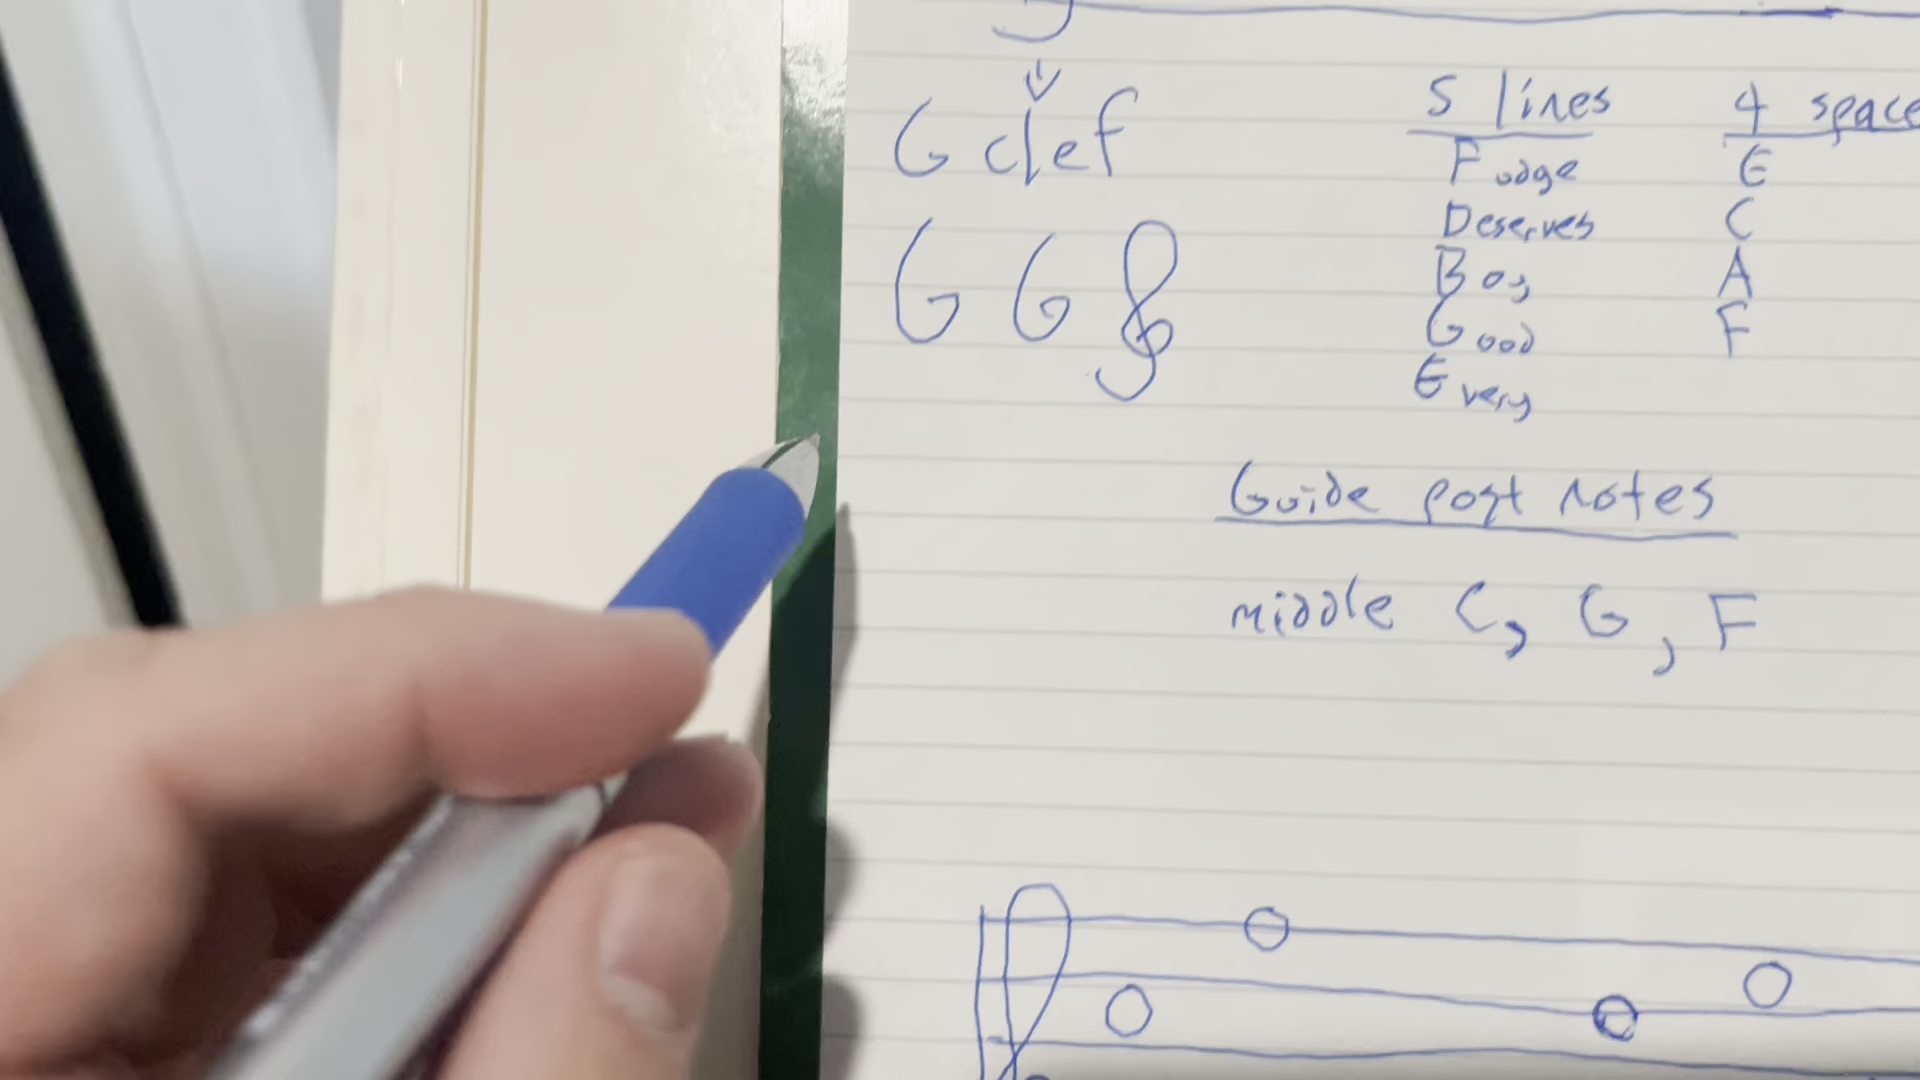 G clef
5 lines
Fudge
Deserves
Boy
Good
Every
4 space
E
C
A
F
G G
Guide post notes
middle C, G, F